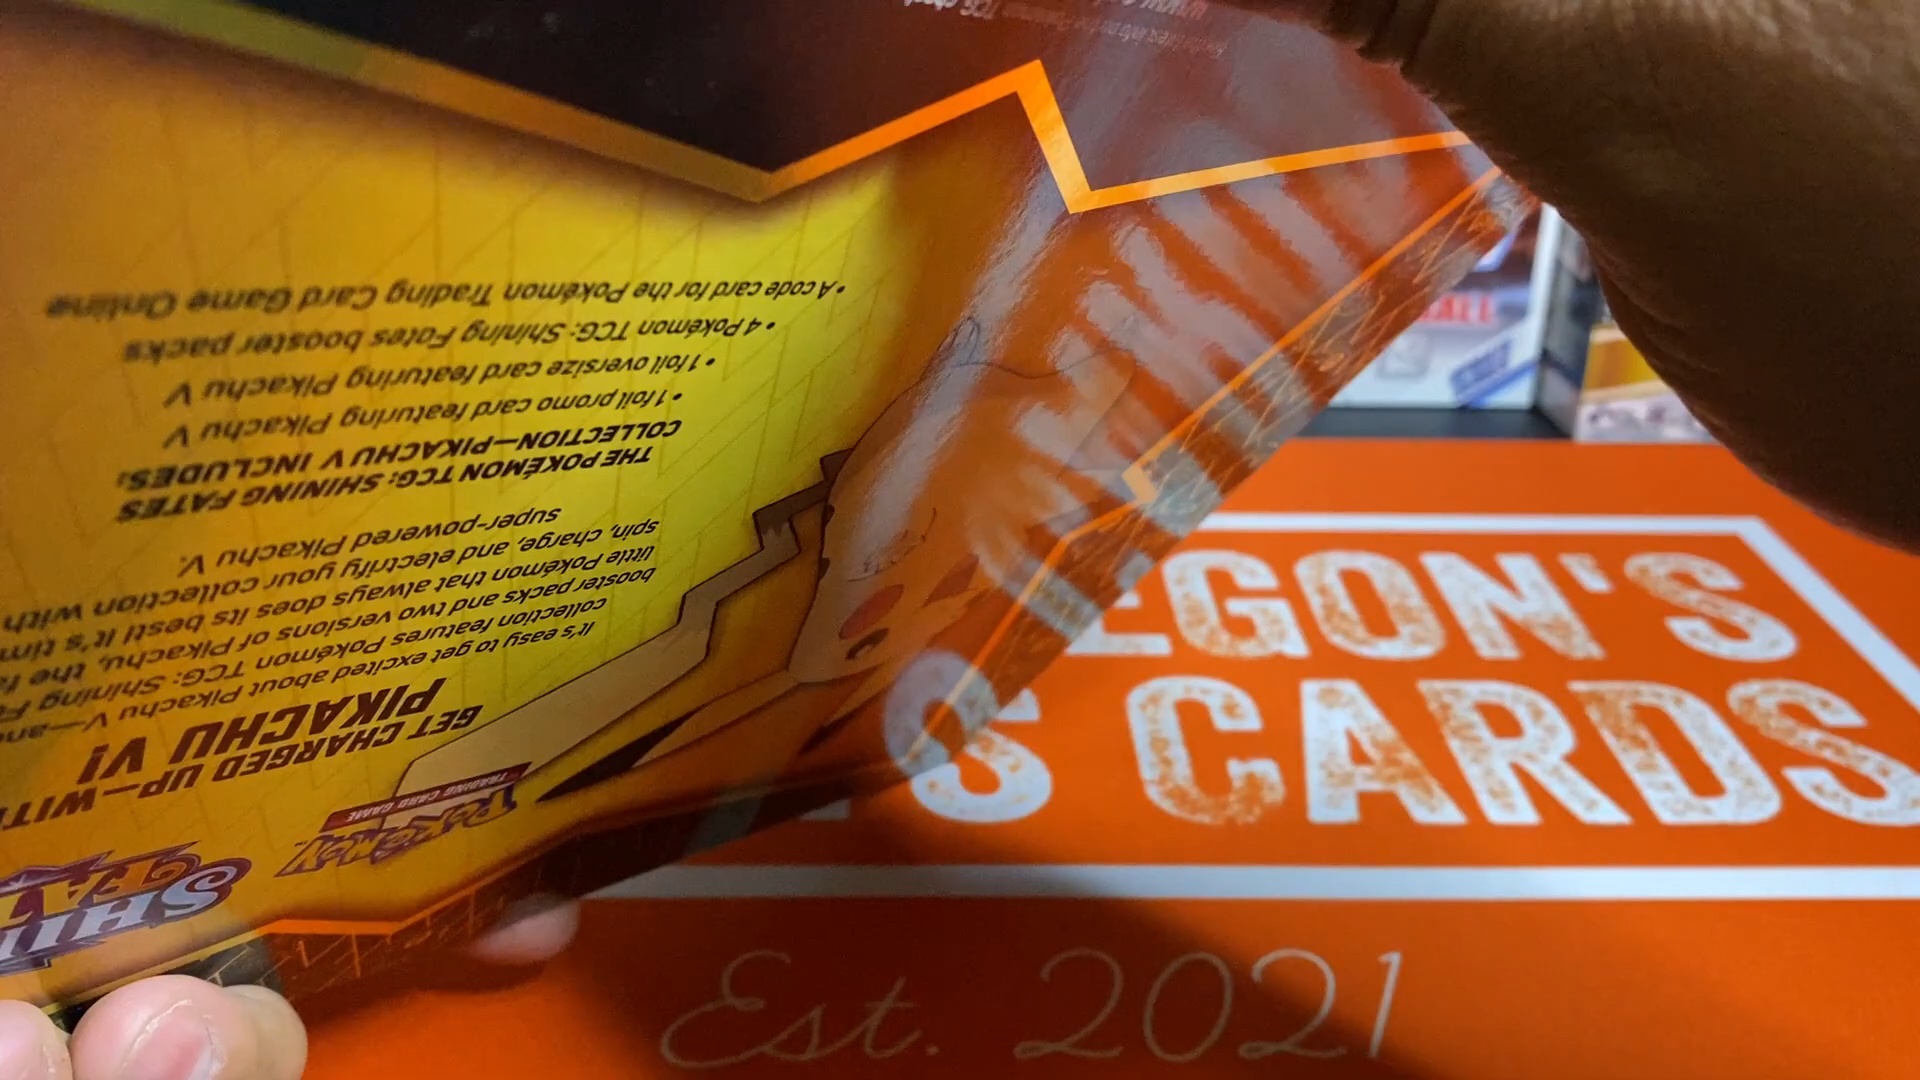 SHI
FA
Pokémon
TRADING CARD GAME
GET CHARGED UP—WITH
PIKACHU V!
It's easy to get excited about Pikachu V—and
collection features Pokémon TCG: Shining
booster packs and two versions of Pikachu, the
little Pokémon that always does its best! It's time
spin, charge, and electrify your collection with
super-powered Pikachu V.
THE POKÉMON TCG: SHINING FATES
COLLECTION—PIKACHU V INCLUDES:
• 1 foil promo card featuring Pikachu V
• 1 foil oversize card featuring Pikachu V
• 4 Pokémon TCG: Shining Fates booster packs
• A code card for the Pokémon Trading Card Game Online
EGON'S
S CARDS
Est. 2021